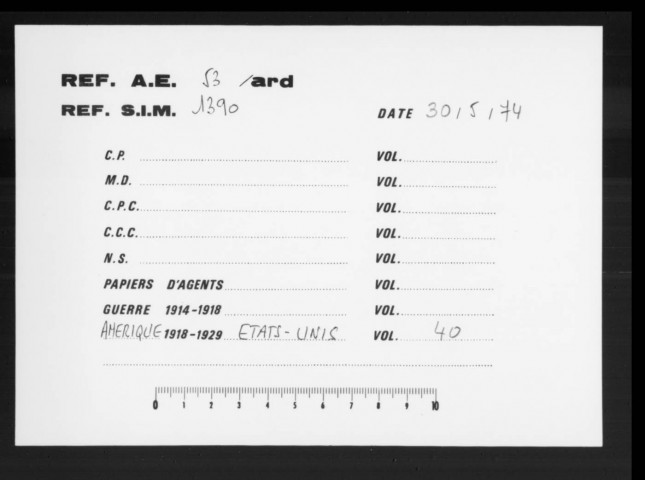 REF. A.E. 53 /ard
REF. S.I.M. 1390 DATE 30/5/74
C.P. VOL.
M.D. VOL.
C.P.C. VOL.
C.C.C. VOL.
N.S. VOL.
PAPIERS D'AGENTS VOL.
GUERRE 1914-1918 VOL.
AMERIQUE 1918-1929 ETATS-UNIS VOL. 40
0 1 2 3 4 5 6 7 8 9 10